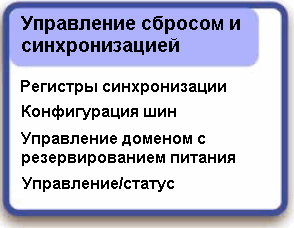 Управление сбросом и
синхронизацией
Регистры синхронизации
Конфигурация шин
Управление доменом с
резервированием питания
Управление/статус